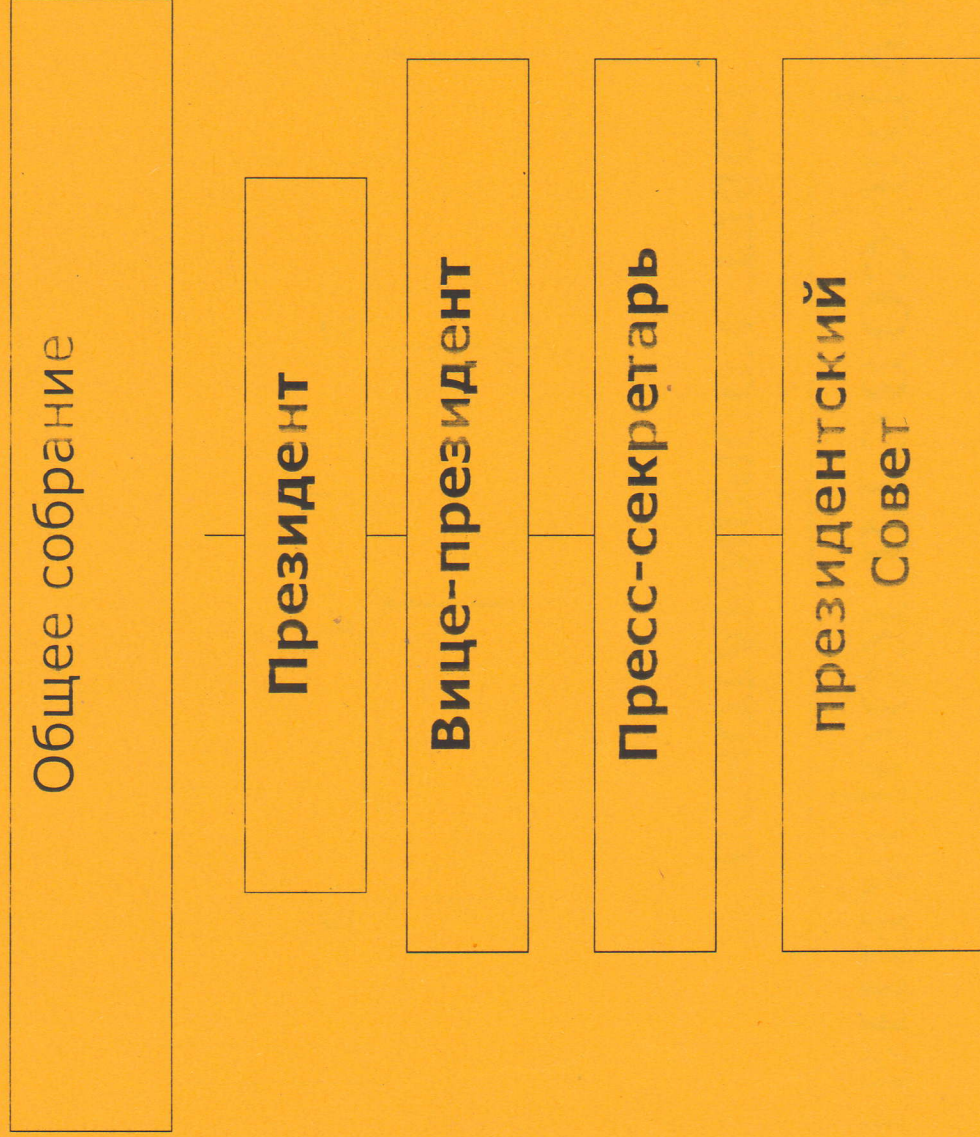 Общее собрание
Президент
Вице-президент
Пресс-секретарь
президентский
Совет